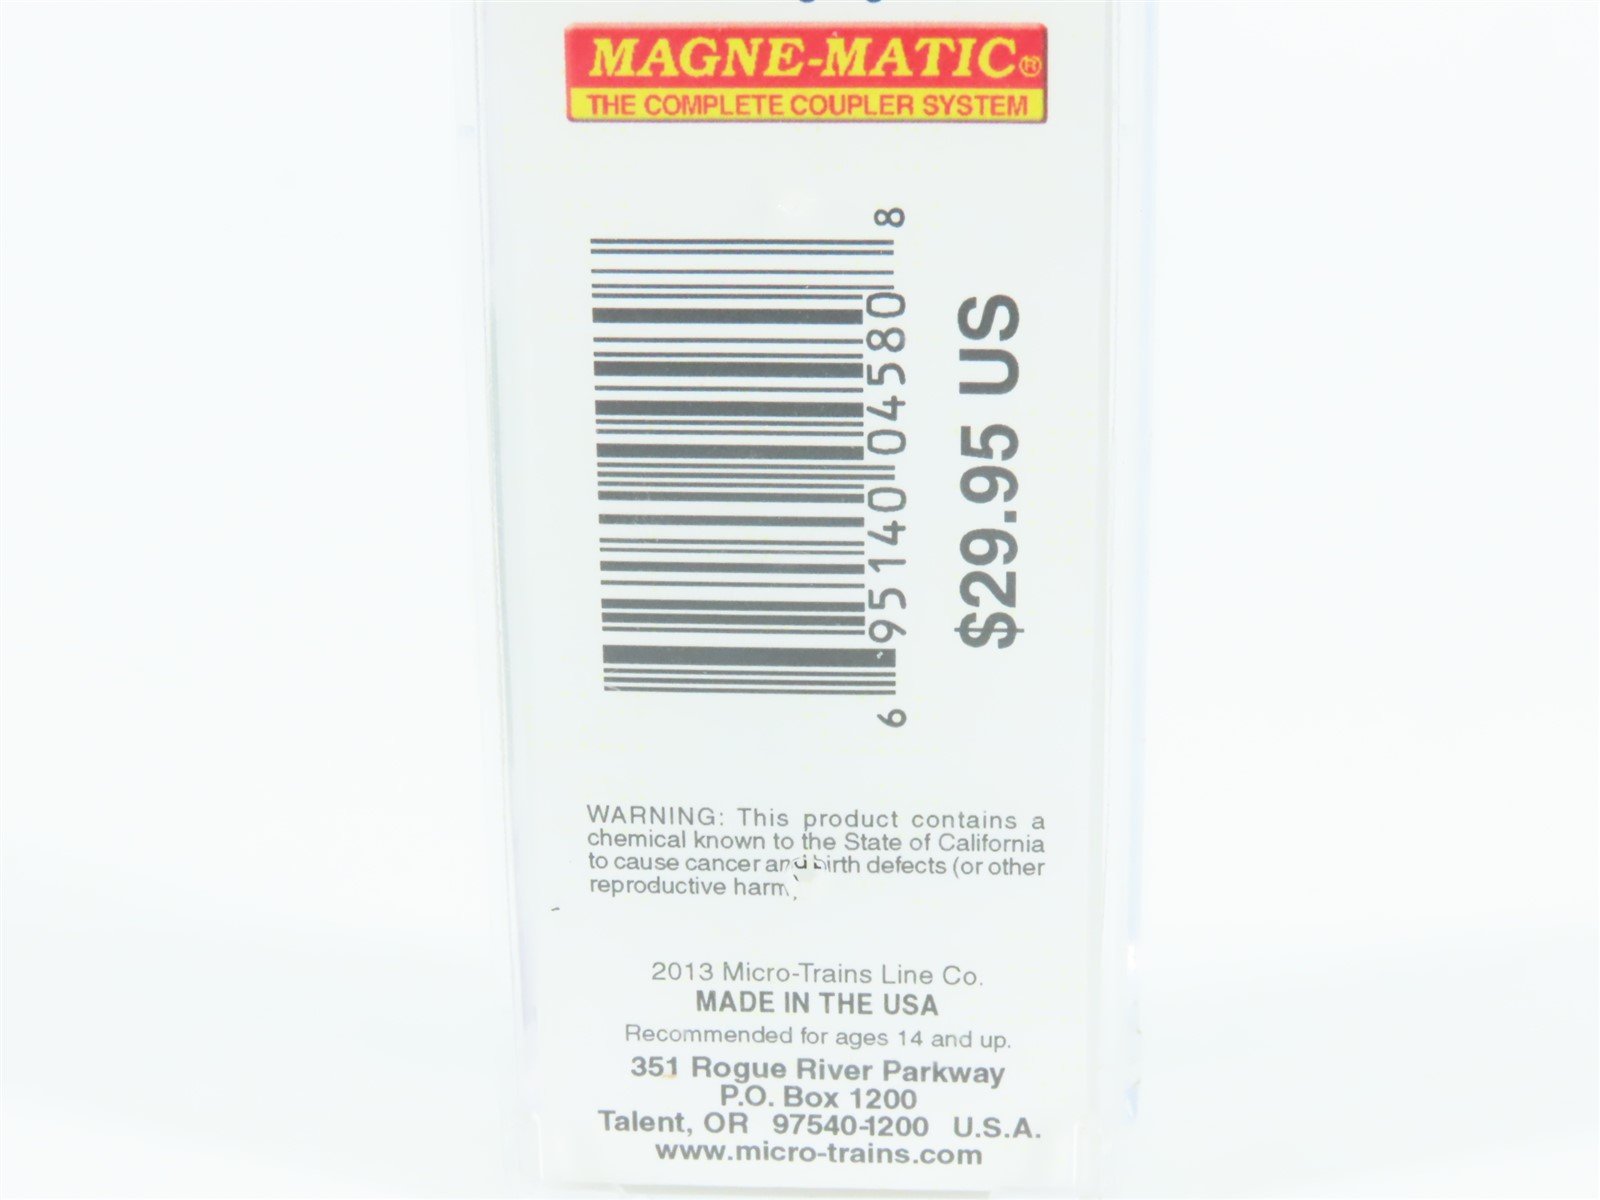 MAGNE-MATIC®
THE COMPLETE COUPLER SYSTEM
6 95140 04580 8
$29.95 US
WARNING: This product contains a
chemical known to the State of California
to cause cancer and birth defects (or other
reproductive harm)
2013 Micro-Trains Line Co.
MADE IN THE USA
Recommended for ages 14 and up.
351 Rogue River Parkway
P.O. Box 1200
Talent, OR 97540-1200 U.S.A.
www.micro-trains.com